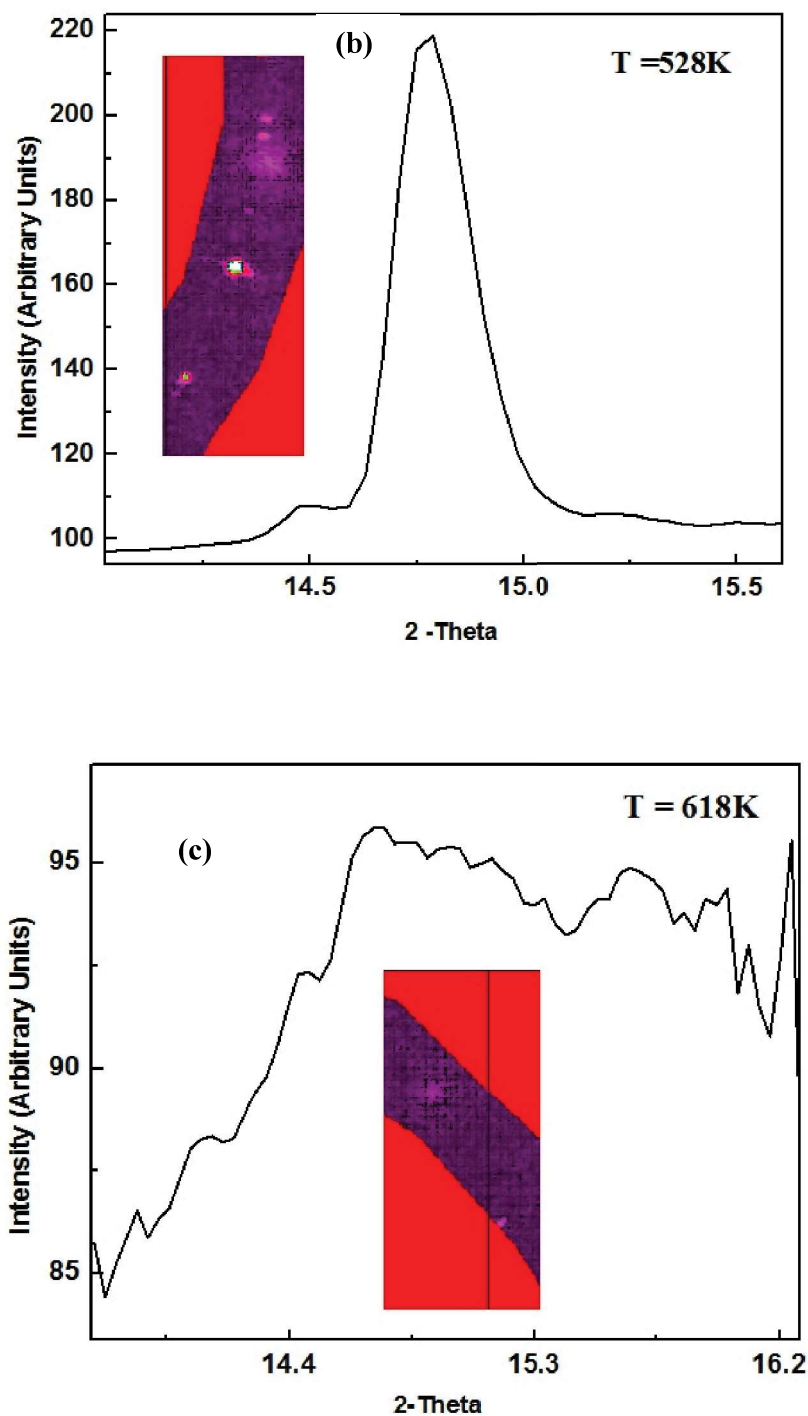 (b)
T =528K
220
200
180
160
140
120
100
Intensity (Arbitrary Units)
14.5 15.0 15.5
2 -Theta
(c)
T = 618K
95
90
85
Intensity (Arbitrary Units)
14.4 15.3 16.2
2-Theta